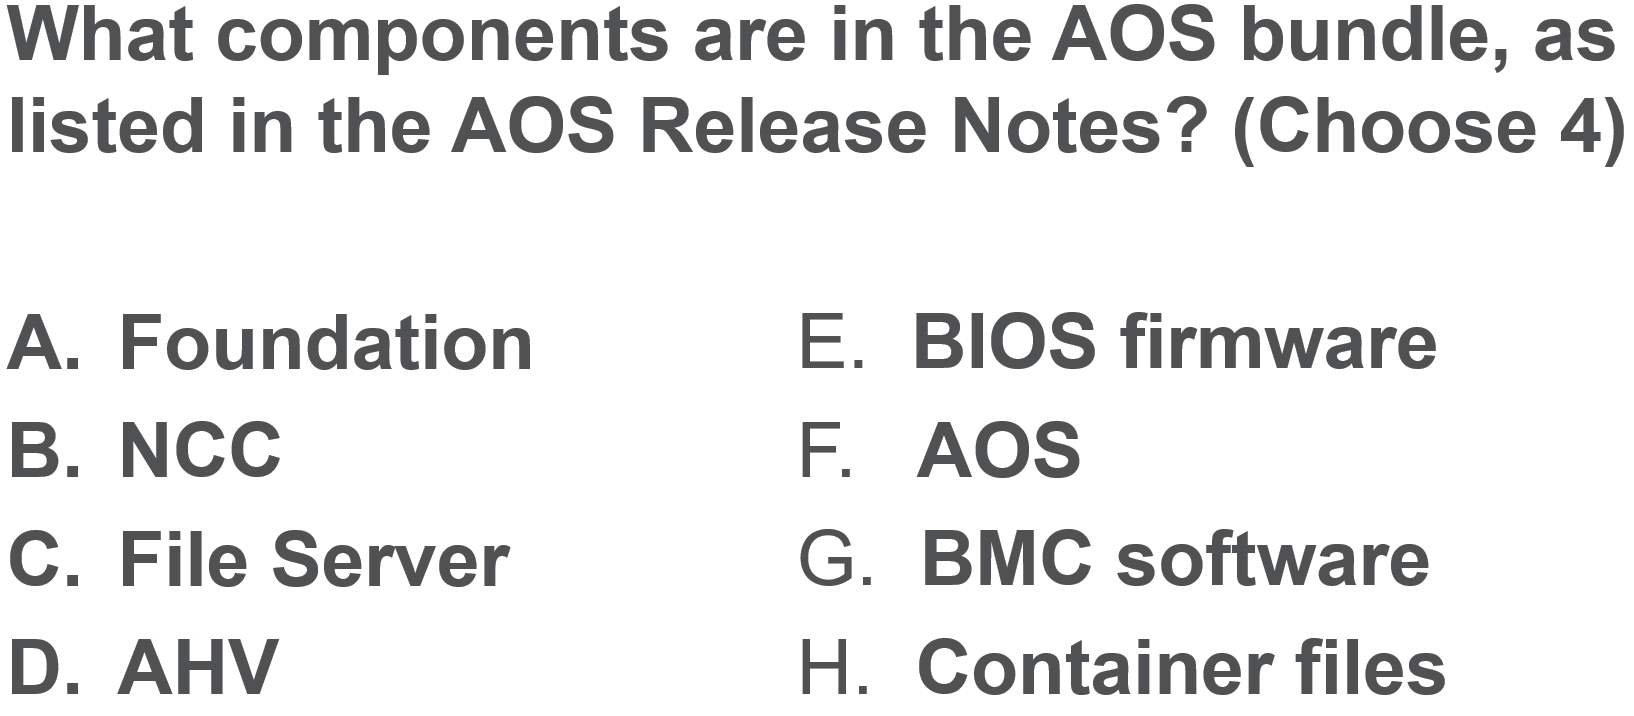 What components are in the AOS bundle, as
listed in the AOS Release Notes? (Choose 4)
A. Foundation
B. NCC
C. File Server
D. AHV
E. BIOS firmware
F. AOS
G. BMC software
H. Container files